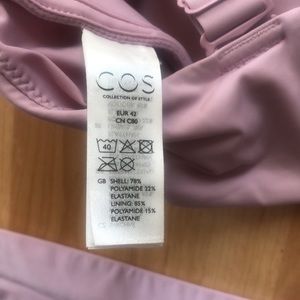 COS
COLLECTION OF STYLE
EUR 42
CN C80
40
GB SHELL: 78%
POLYAMIDE 22%
ELASTANE
LINING: 85%
POLYAMIDE 15%
ELASTANE